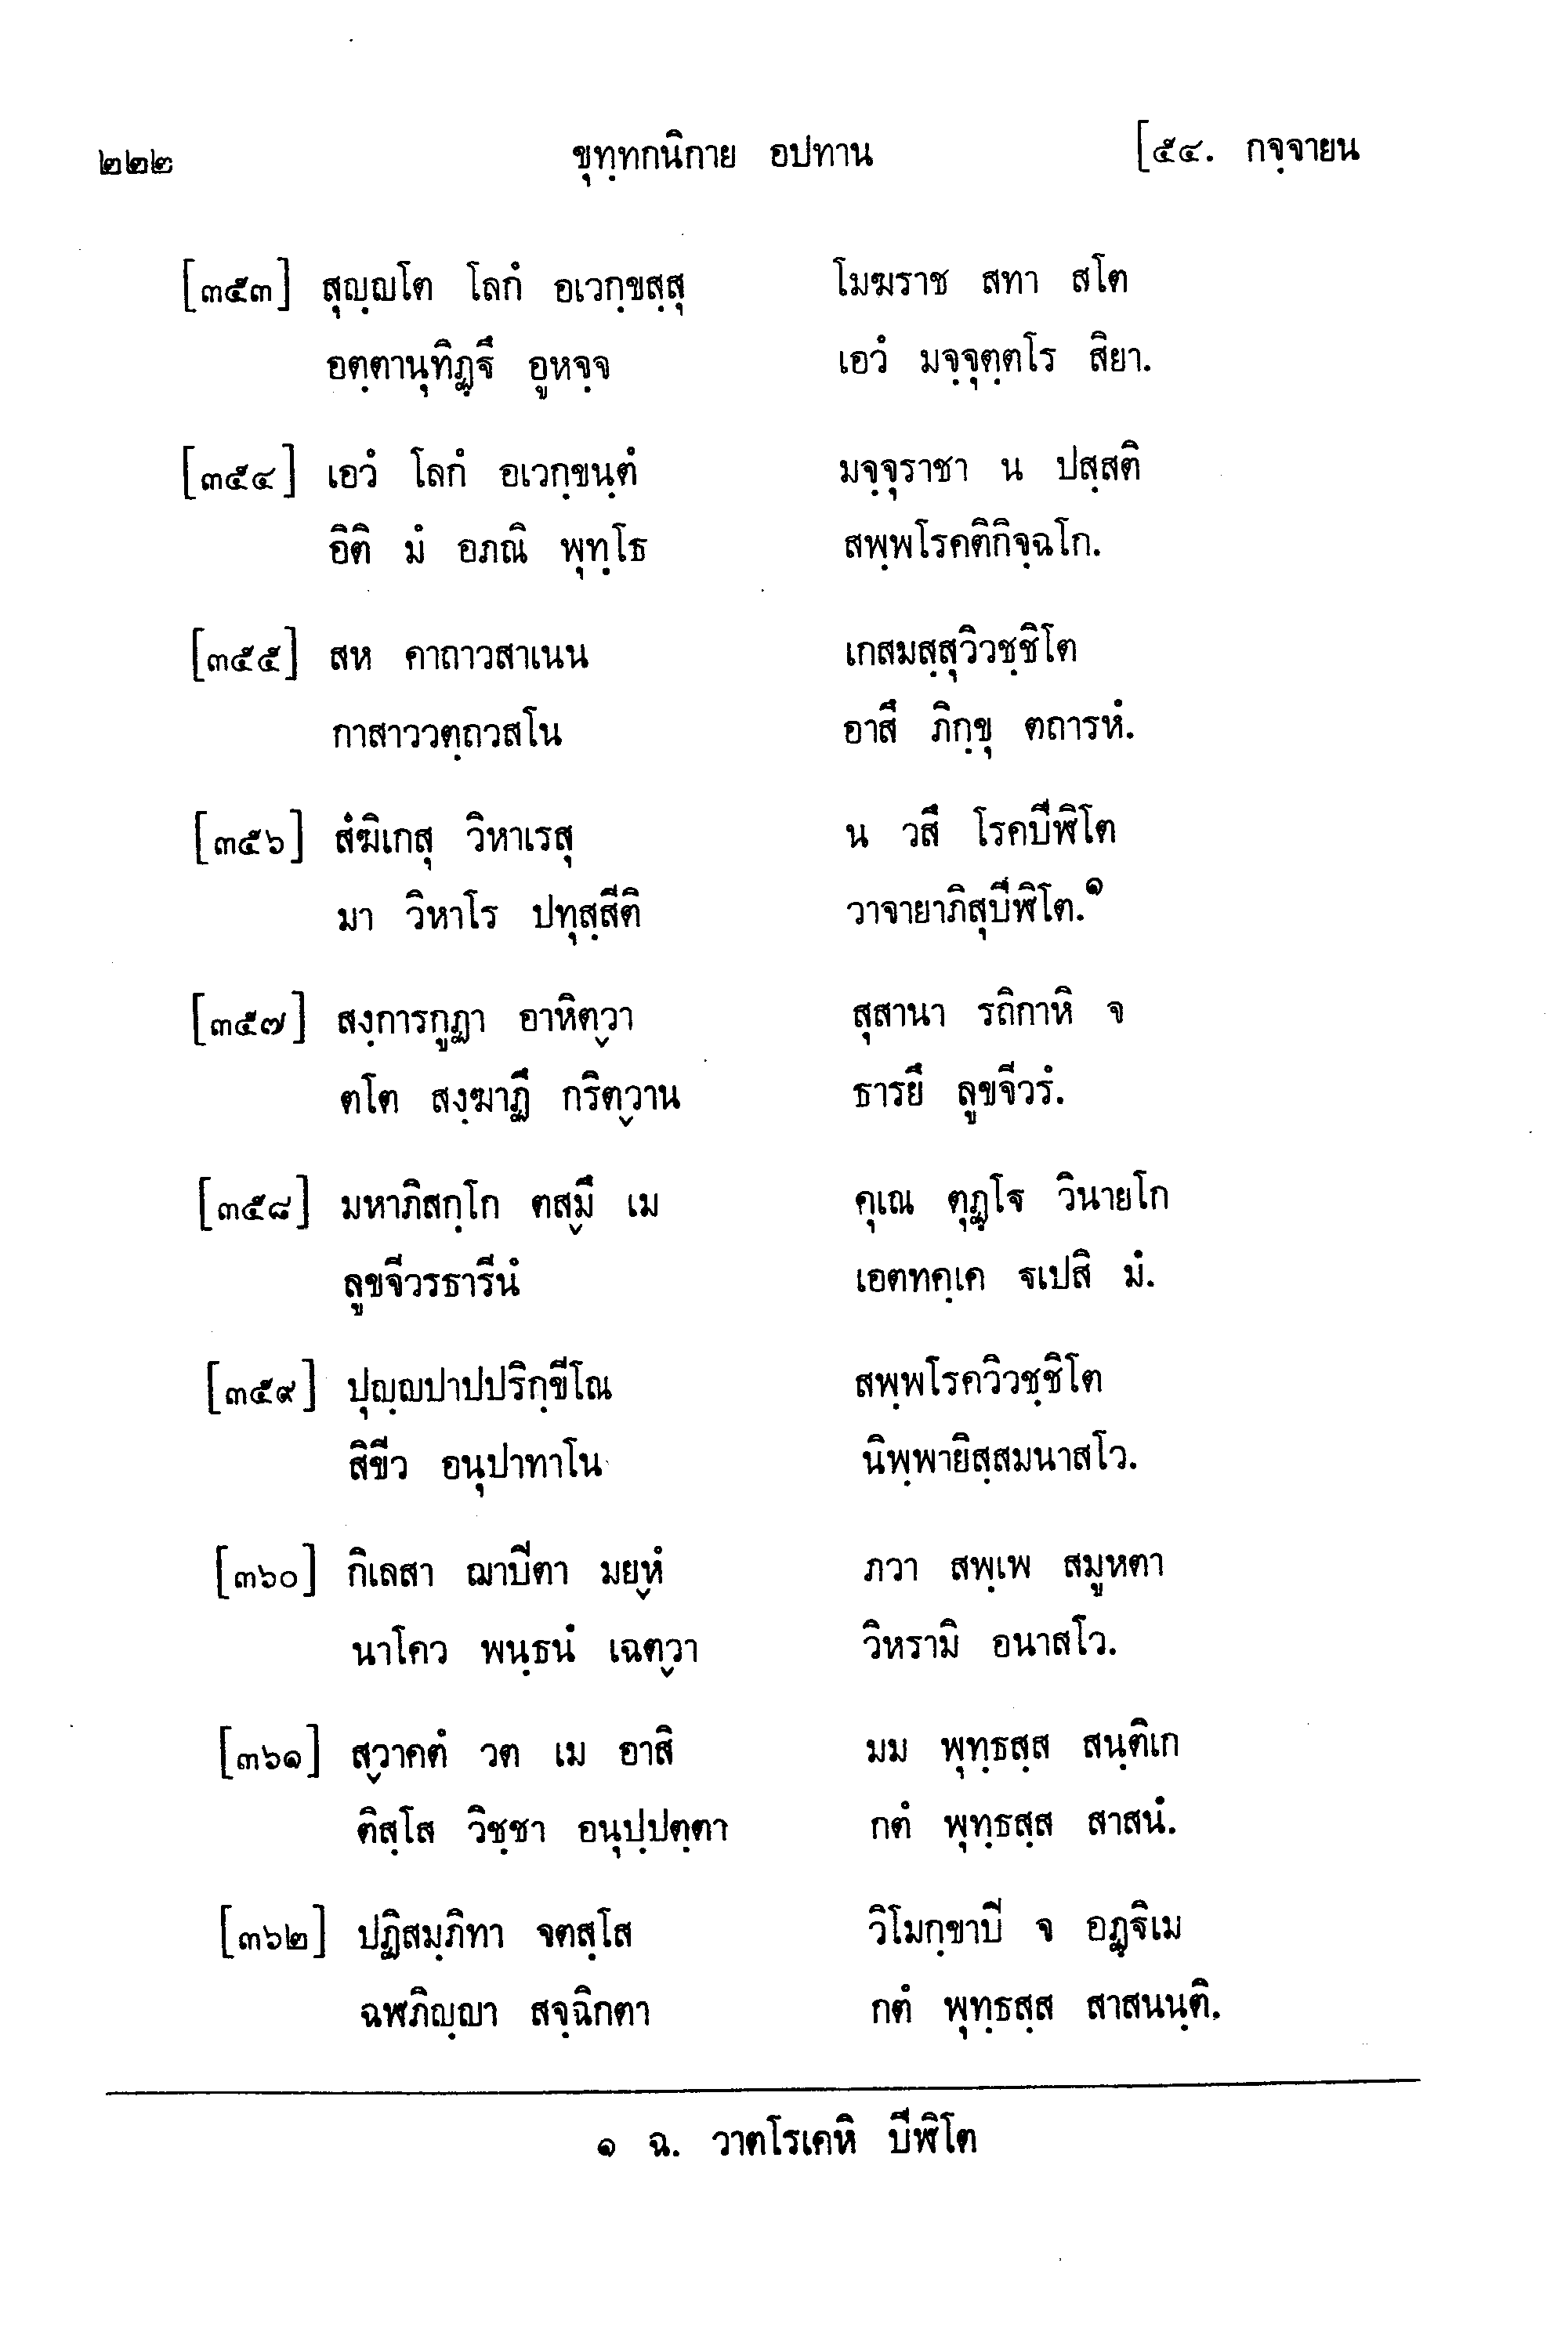 ๒๒๒ ขุทฺทกนิกาย อปทาน [๕๔. กจฺจายน
[๓๕๓] สุญฺญโต โลกํ อเวกฺขสฺสุ โมฆราช สทา สโต
อตฺตานุทิฏฺฐึ อูหจฺจ เอวํ มจฺจุตฺตโร สิยา.
[๓๕๔] เอวํ โลกํ อเวกฺขนฺตํ มจฺจุราชา น ปสฺสติ
อิติ มํ อภณิ พุทฺโธ สพฺพโรคติกิจฺฉโก.
[๓๕๕] สห คาถาวสาเนน เกสมสฺสุวิวชฺชิโต
กาสาววตฺถวสโน อาสึ ภิกฺขุ ตถารหํ.
[๓๕๖] สํฆิเกสุ วิหาเรสุ น วสึ โรคปีฬิโต
มา วิหาโร ปทุสฺสีติ วาจายาภิสุปีฬิโต.๑
[๓๕๗] สงฺการกูฏา อาหิตฺวา สุสานา รถิกาหิ จ
ตโต สงฺฆาฏึ กริตฺวาน ธารยึ ลูขจีวรํ.
[๓๕๘] มหาภิสกฺโก ตสฺมึ เม คุเณ ตุฏฺโฐ วินายโก
ลูขจีวรธารีนํ เอตทคฺเค ฐเปสิ มํ.
[๓๕๙] ปุญฺญปาปปริกฺขีโณ สพฺพโรควิวชฺชิโต
สิขีว อนุปาทาโน นิพฺพายิสฺสมนาสโว.
[๓๖๐] กิเลสา ฌาปีตา มยฺหํ ภวา สพฺเพ สมูหตา
นาโคว พนฺธนํ เฉตฺวา วิหรามิ อนาสโว.
[๓๖๑] สฺวาคตํ วต เม อาสิ มม พุทฺธสฺส สนฺติเก
ติสฺโส วิชฺชา อนุปฺปตฺตา กตํ พุทฺธสฺส สาสนํ.
[๓๖๒] ปฏิสมฺภิทา จตสฺโส วิโมกฺขาปี จ อฏฺฐิเม
ฉฬภิญฺญา สจฺฉิกตา กตํ พุทฺธสฺส สาสนนฺติ.
๑ ฉ. วาตโรเคหิ ปีฬิโต